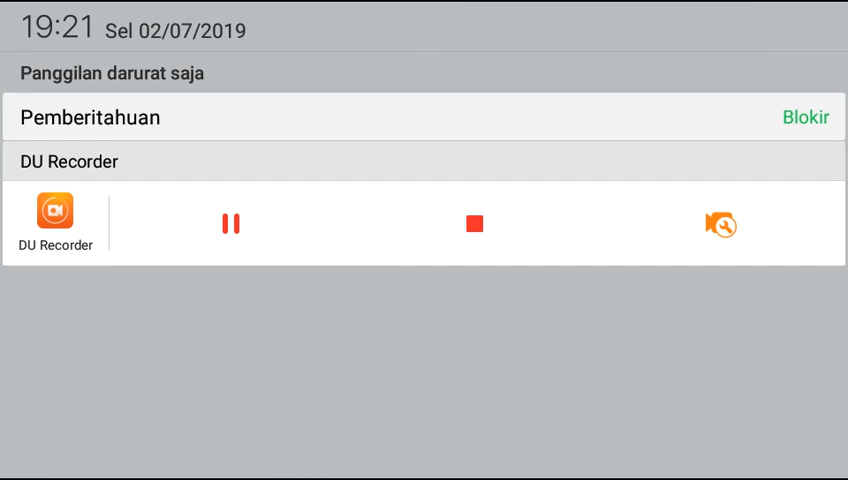 19:21 Sel 02/07/2019
Panggilan darurat saja
Pemberitahuan Blokir
DU Recorder
DU Recorder